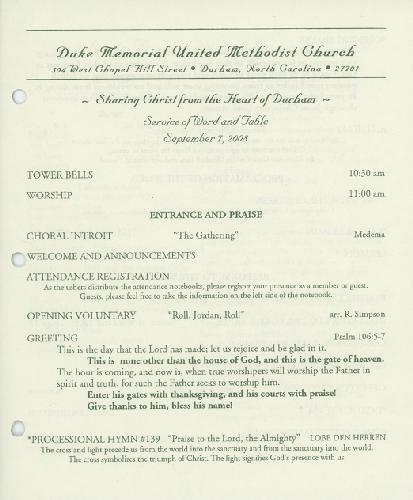 Duke Memorial United Methodist Church
504 West Chapel Hill Street • Durham, North Carolina • 27701
~ Sharing Christ from the Heart of Durham ~
Service of Word and Table
September 7, 2008
TOWER BELLS 10:50 am
WORSHIP 11:00 am
ENTRANCE AND PRAISE
CHORAL INTROIT "The Gathering" Medema
WELCOME AND ANNOUNCEMENTS
ATTENDANCE REGISTRATION
As the ushers distribute the attendance notebooks, please register your presence as a member or guest.
Guests, please feel free to take the information on the left side of the notebook.
OPENING VOLUNTARY "Roll, Jordan, Roll" arr. R. Simpson
GREETING Psalm 106:5-7
This is the day that the Lord has made; let us rejoice and be glad in it.
This is none other than the house of God, and this is the gate of heaven.
The hour is coming, and now is, when true worshipers will worship the Father in
spirit and truth, for such the Father seeks to worship him.
Enter his gates with thanksgiving, and his courts with praise!
Give thanks to him, bless his name!
*PROCESSIONAL HYMN #139 "Praise to the Lord, the Almighty" LOBE DEN HERREN
The cross and light precede us from the world into the sanctuary and from the sanctuary into the world.
The cross symbolizes the triumph of Christ. The light signifies God's presence with us.